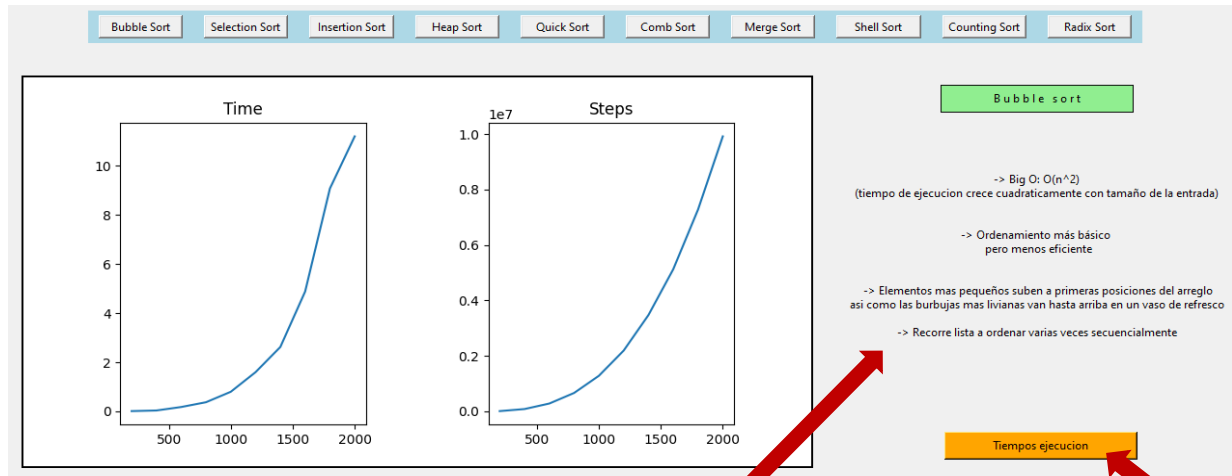 Bubble Sort Selection Sort Insertion Sort Heap Sort Quick Sort Comb Sort Merge Sort Shell Sort Counting Sort Radix Sort
Time
10
8
6
4
2
0
500 1000 1500 2000
Steps
1e7
1.0
0.8
0.6
0.4
0.2
0.0
500 1000 1500 2000
Bubble sort
-> Big O: O(n^2)
(tiempo de ejecucion crece cuadraticamente con tamaño de la entrada)
-> Ordenamiento más básico
pero menos eficiente
-> Elementos mas pequeños suben a primeras posiciones del arreglo
asi como las burbujas mas livianas van hasta arriba en un vaso de refresco
-> Recorre lista a ordenar varias veces secuencialmente
Tiempos ejecucion